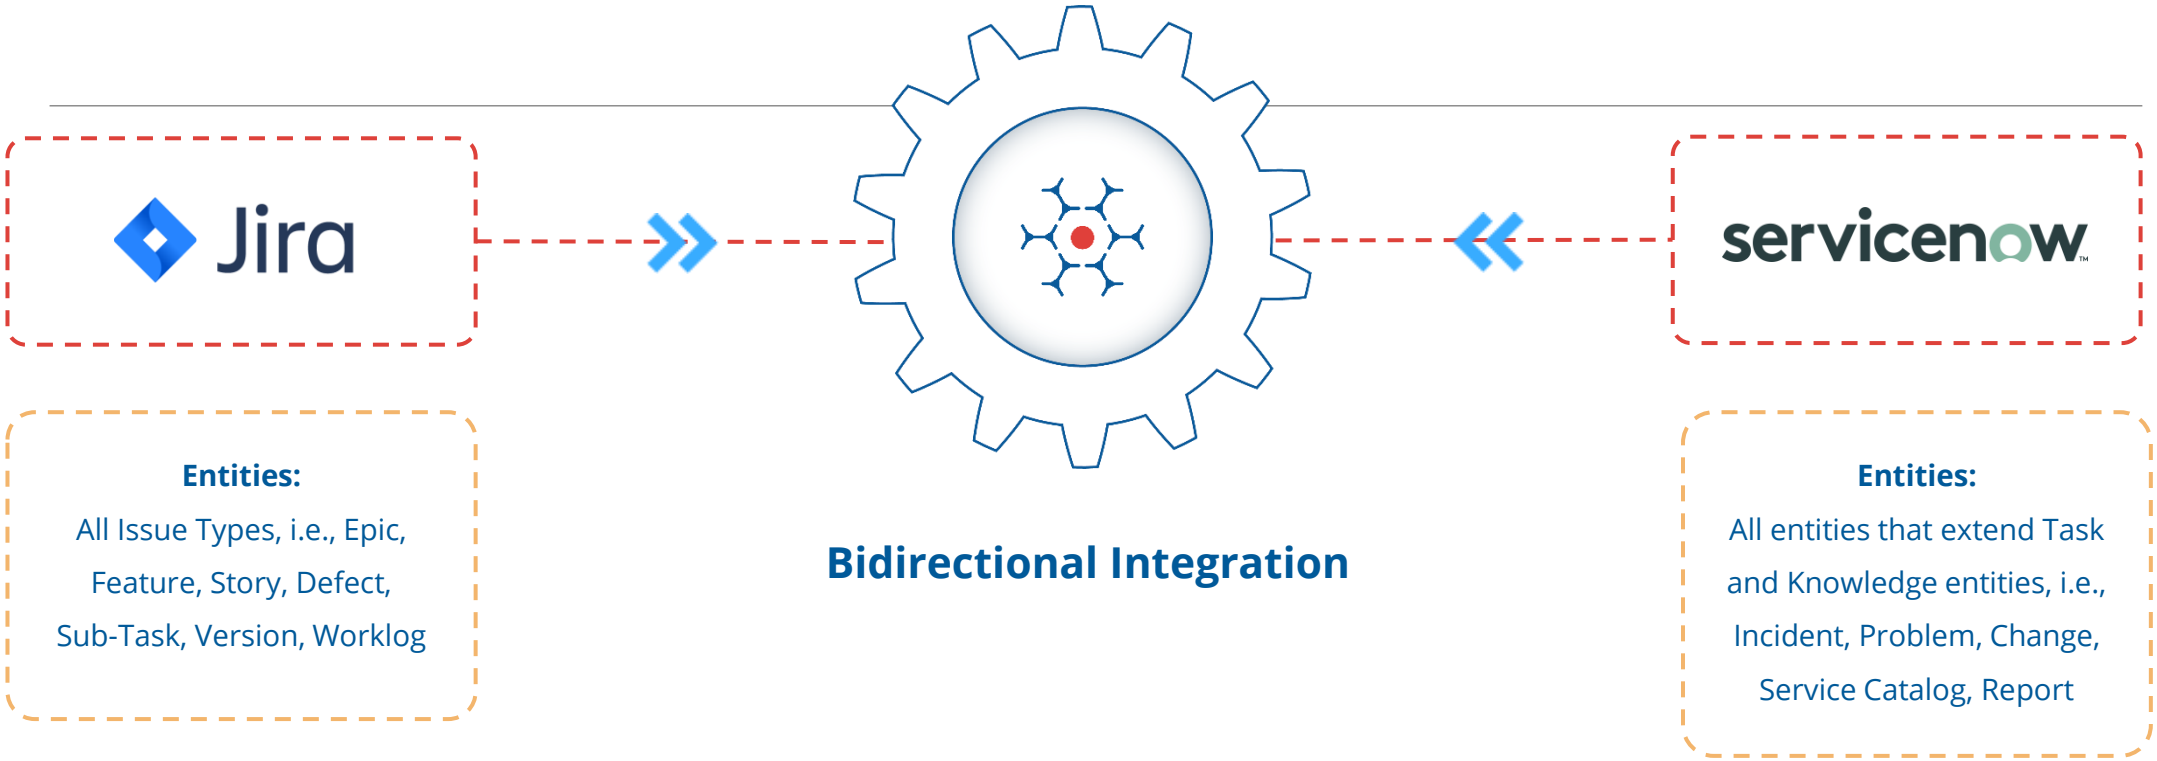 Jira
servicenow™
Entities:
All Issue Types, i.e., Epic,
Feature, Story, Defect,
Sub-Task, Version, Worklog
Bidirectional Integration
Entities:
All entities that extend Task
and Knowledge entities, i.e.,
Incident, Problem, Change,
Service Catalog, Report